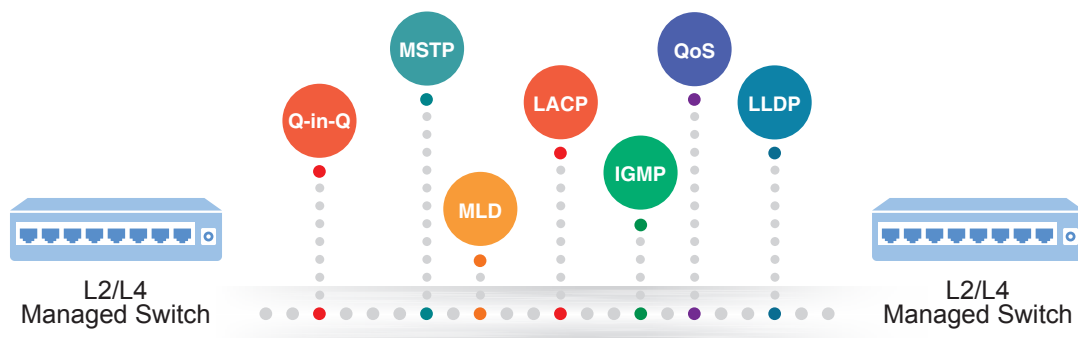 MSTP
QoS
Q-in-Q
LACP
LLDP
IGMP
MLD
L2/L4
Managed Switch
L2/L4
Managed Switch